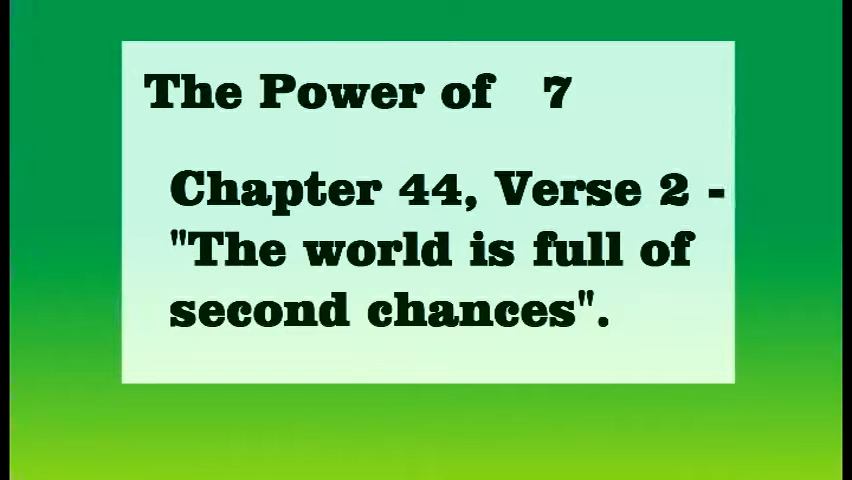 The Power of 7
Chapter 44, Verse 2 -
"The world is full of
second chances".